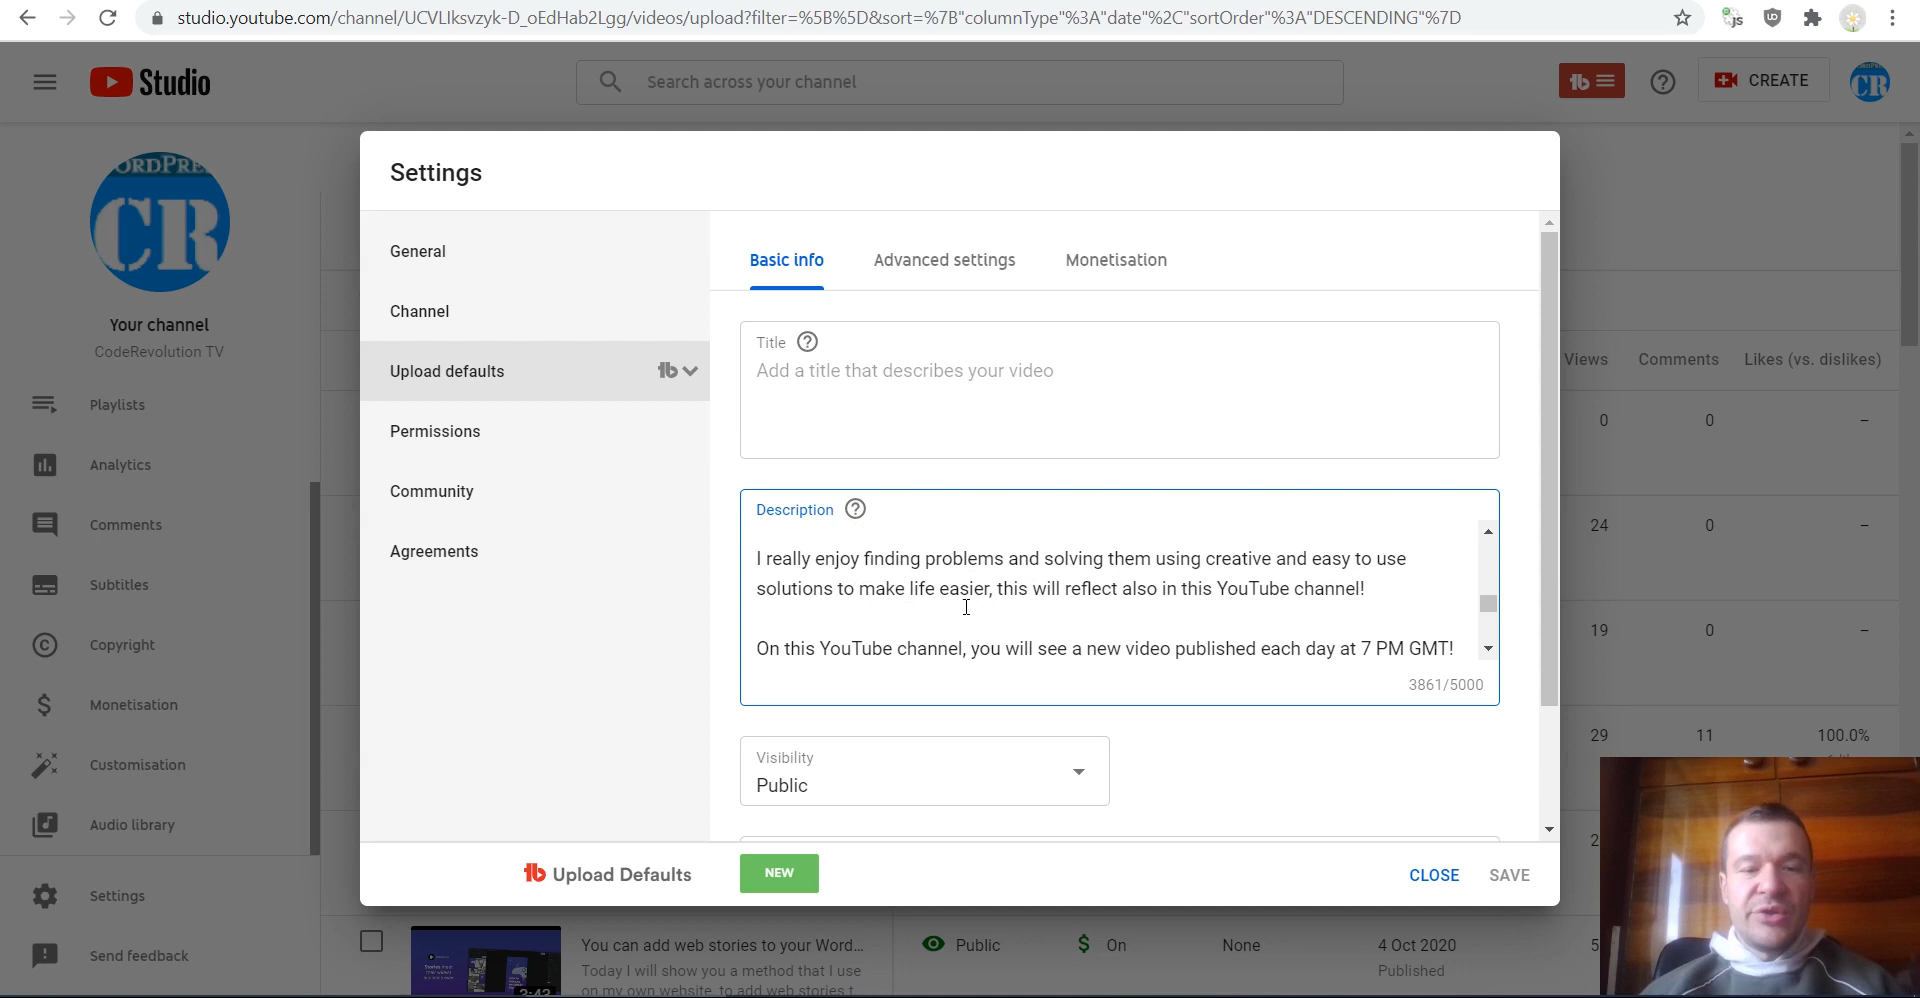 studio.youtube.com/channel/UCVLIksvzyk-D_oEdHab2Lgg/videos/upload?filter=%5B%5D&sort=%7B"columnType"%3A"date"%2C"sortOrder"%3A"DESCENDING"%7D
Studio
Search across your channel
CREATE
CR
WORDPRE
CR
Your channel
CodeRevolution TV
Playlists
Analytics
Comments
Subtitles
Copyright
Monetisation
Customisation
Audio library
Settings
Send feedback
Settings
General
Channel
Upload defaults
Permissions
Community
Agreements
Basic info
Advanced settings
Monetisation
Title
Add a title that describes your video
Description
I really enjoy finding problems and solving them using creative and easy to use
solutions to make life easier, this will reflect also in this YouTube channel!
On this YouTube channel, you will see a new video published each day at 7 PM GMT!
3861/5000
Visibility
Public
Upload Defaults
NEW
CLOSE
SAVE
Views
Comments
Likes (vs. dislikes)
0
0
–
24
0
–
19
0
–
29
11
100.0%
You can add web stories to your Word...
Today I will show you a method that I use
on my own website, to add web stories t
3:42
Public
On
None
4 Oct 2020
Published